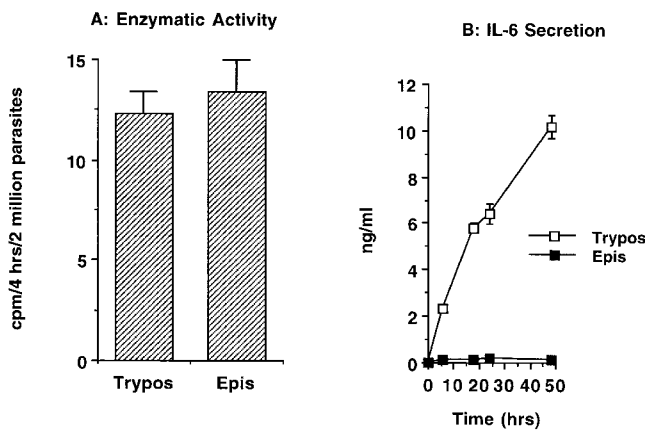 A: Enzymatic Activity
cpm/4 hrs/2 million parasites
15
10
5
0
Trypos
Epis
B: IL-6 Secretion
ng/ml
12
10
8
6
4
2
0
0 10 20 30 40 50
Time (hrs)
Trypos
Epis